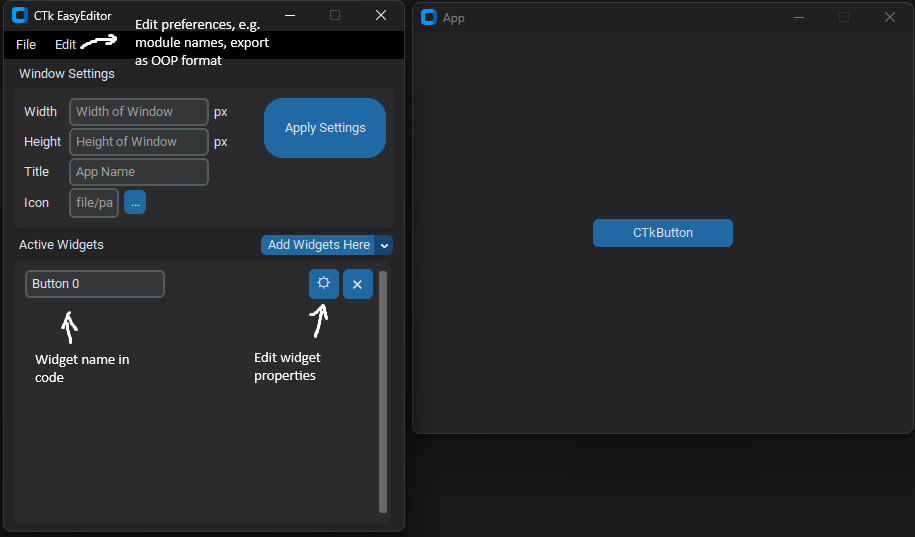 CTk EasyEditor
File Edit
Edit preferences, e.g.
module names, export
as OOP format
Window Settings
Width Width of Window px
Height Height of Window px
Title App Name
Icon file/pa ...
Apply Settings
Active Widgets Add Widgets Here
Button 0
Widget name in
code
Edit widget
properties
App
CTkButton